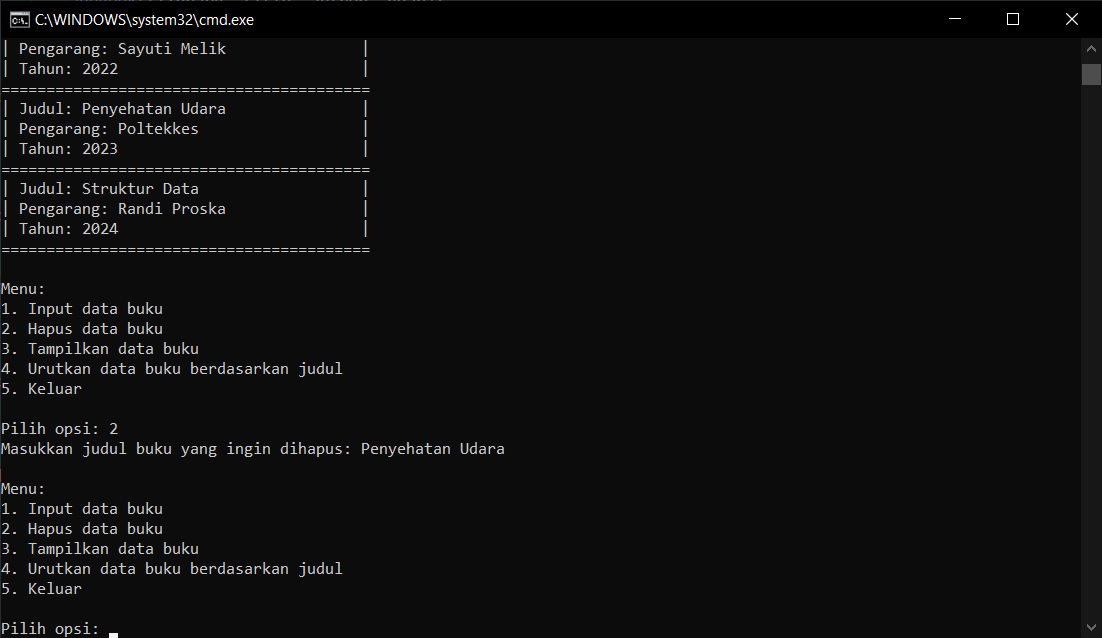 C:\WINDOWS\system32\cmd.exe
| Pengarang: Sayuti Melik               |
| Tahun: 2022                           |
=========================================
| Judul: Penyehatan Udara               |
| Pengarang: Poltekkes                  |
| Tahun: 2023                           |
=========================================
| Judul: Struktur Data                  |
| Pengarang: Randi Proska               |
| Tahun: 2024                           |
=========================================
Menu:
1. Input data buku
2. Hapus data buku
3. Tampilkan data buku
4. Urutkan data buku berdasarkan judul
5. Keluar
Pilih opsi: 2
Masukkan judul buku yang ingin dihapus: Penyehatan Udara
Menu:
1. Input data buku
2. Hapus data buku
3. Tampilkan data buku
4. Urutkan data buku berdasarkan judul
5. Keluar
Pilih opsi: